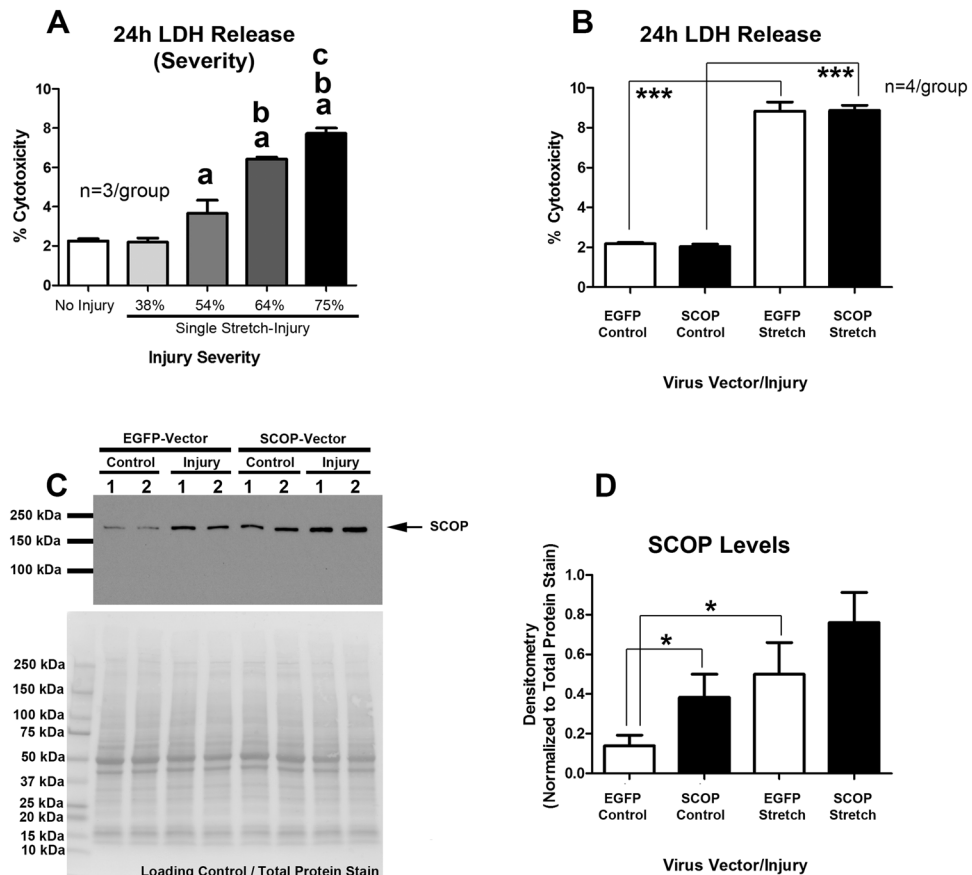 A
24h LDH Release
(Severity)
% Cytotoxicity
10
8
6
4
2
0
n=3/group
a
b
a
c
b
a
No Injury 38% 54% 64% 75%
Single Stretch-Injury
Injury Severity
B
24h LDH Release
% Cytotoxicity
10
8
6
4
2
0
***
***
n=4/group
EGFP SCOP EGFP SCOP
Control Control Stretch Stretch
Virus Vector/Injury
C
EGFP-Vector SCOP-Vector
Control Injury Control Injury
1 2 1 2 1 2 1 2
250 kDa
150 kDa
100 kDa
SCOP
250 kDa
150 kDa
100 kDa
75 kDa
50 kDa
37 kDa
25 kDa
20 kDa
15 kDa
10 kDa
Loading Control / Total Protein Stain
D
SCOP Levels
Densitometry
(Normalized to Total Protein Stain)
1.0
0.8
0.6
0.4
0.2
0.0
*
*
EGFP SCOP EGFP SCOP
Control Control Stretch Stretch
Virus Vector/Injury